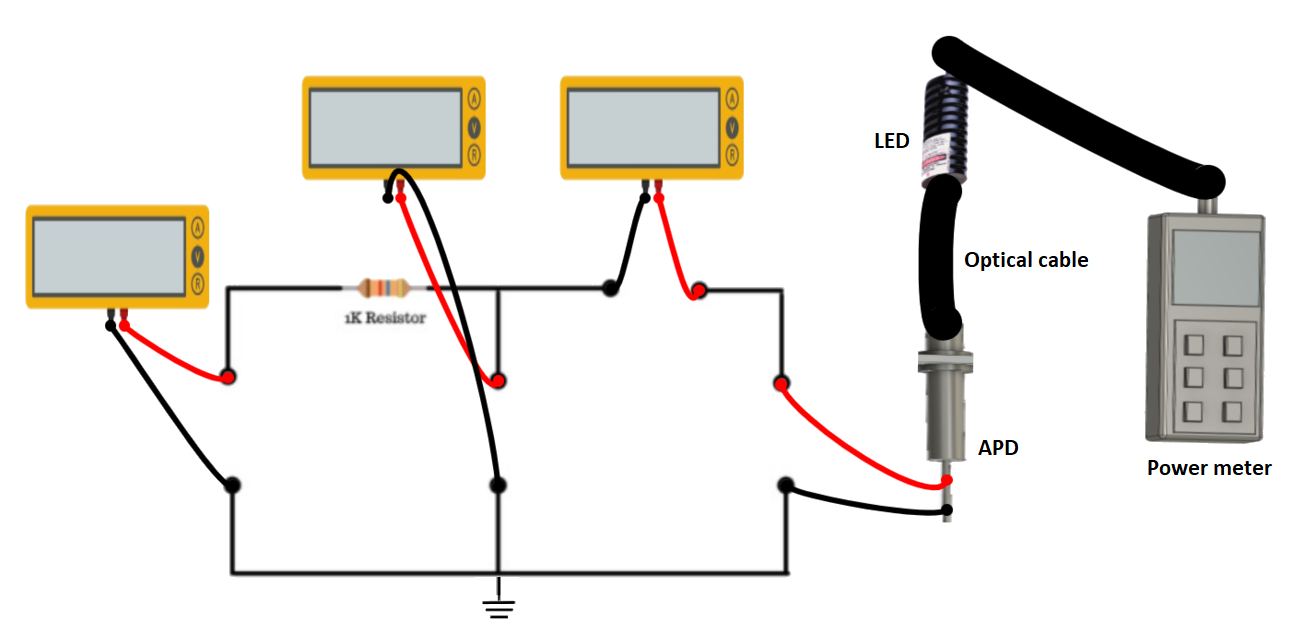 A
V
R
A
V
R
LED
A
V
R
Optical cable
1K Resistor
APD
Power meter